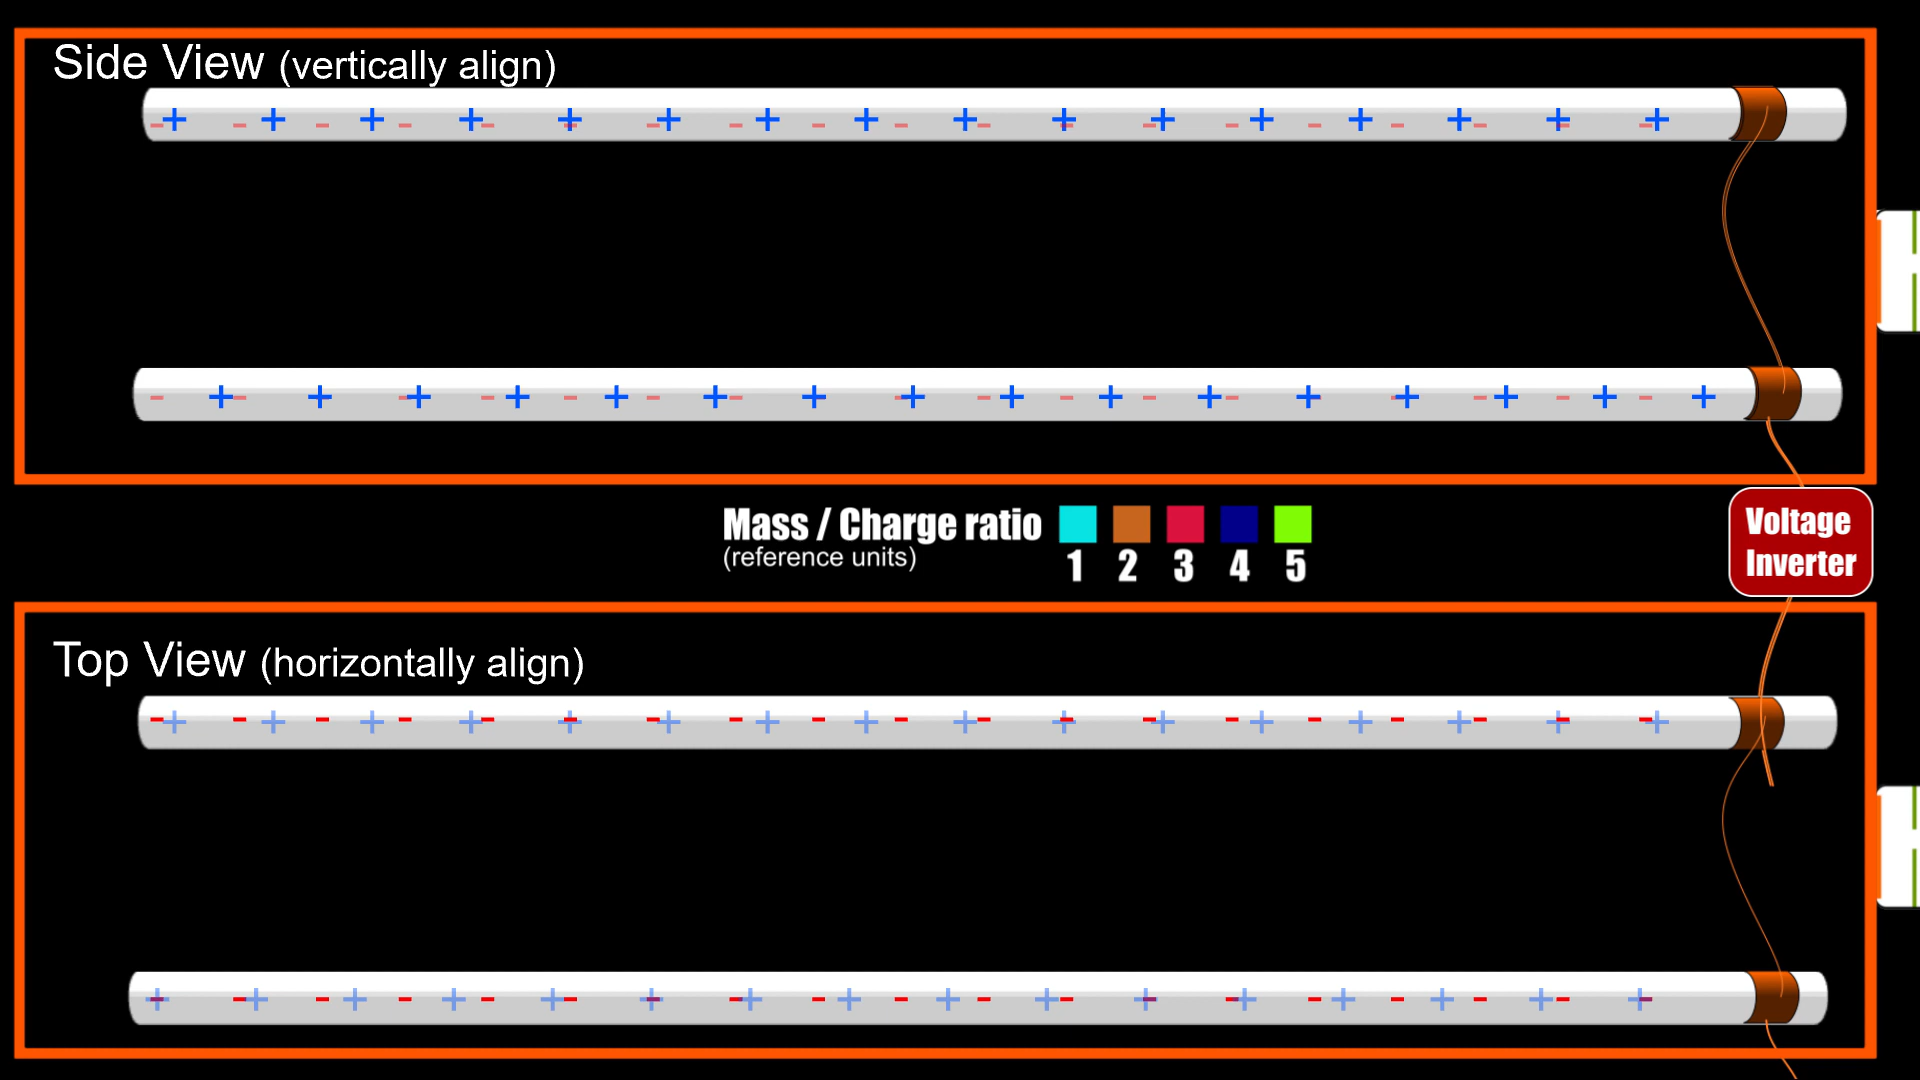 Side View (vertically align)
Mass / Charge ratio
(reference units)
1 2 3 4 5
Voltage
Inverter
Top View (horizontally align)